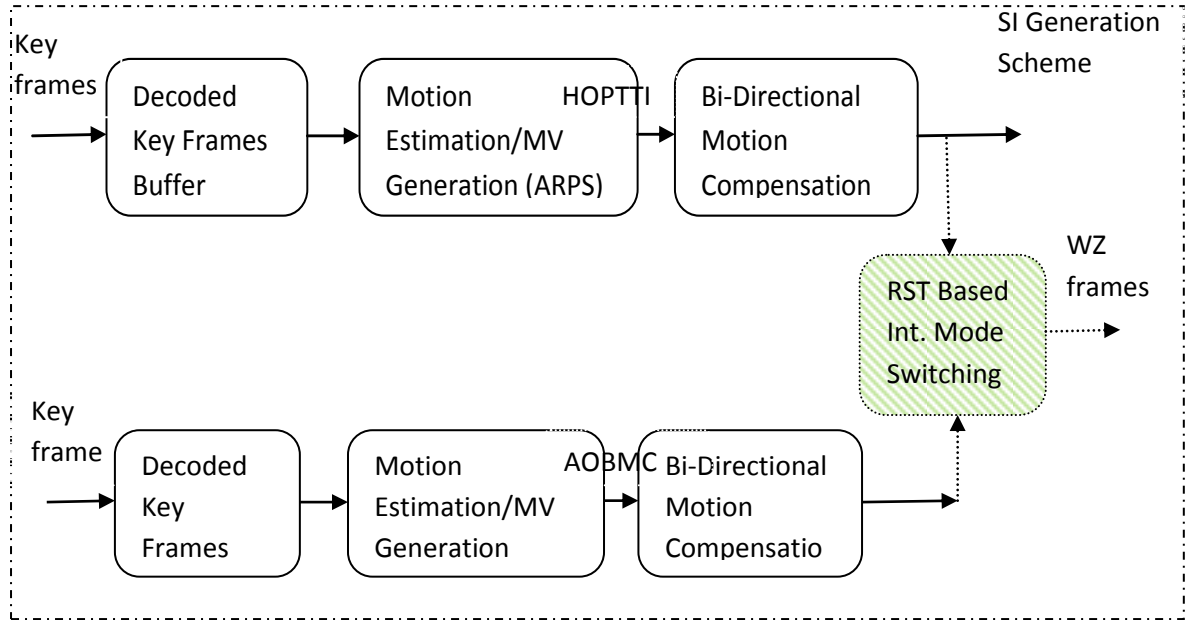 SI Generation
Scheme
Key
frames
Decoded
Key Frames
Buffer
Motion
Estimation/MV
Generation (ARPS)
HOPTTI
Bi-Directional
Motion
Compensation
RST Based
Int. Mode
Switching
WZ
frames
Key
frame
Decoded
Key
Frames
Motion
Estimation/MV
Generation
AOBMC
Bi-Directional
Motion
Compensatio